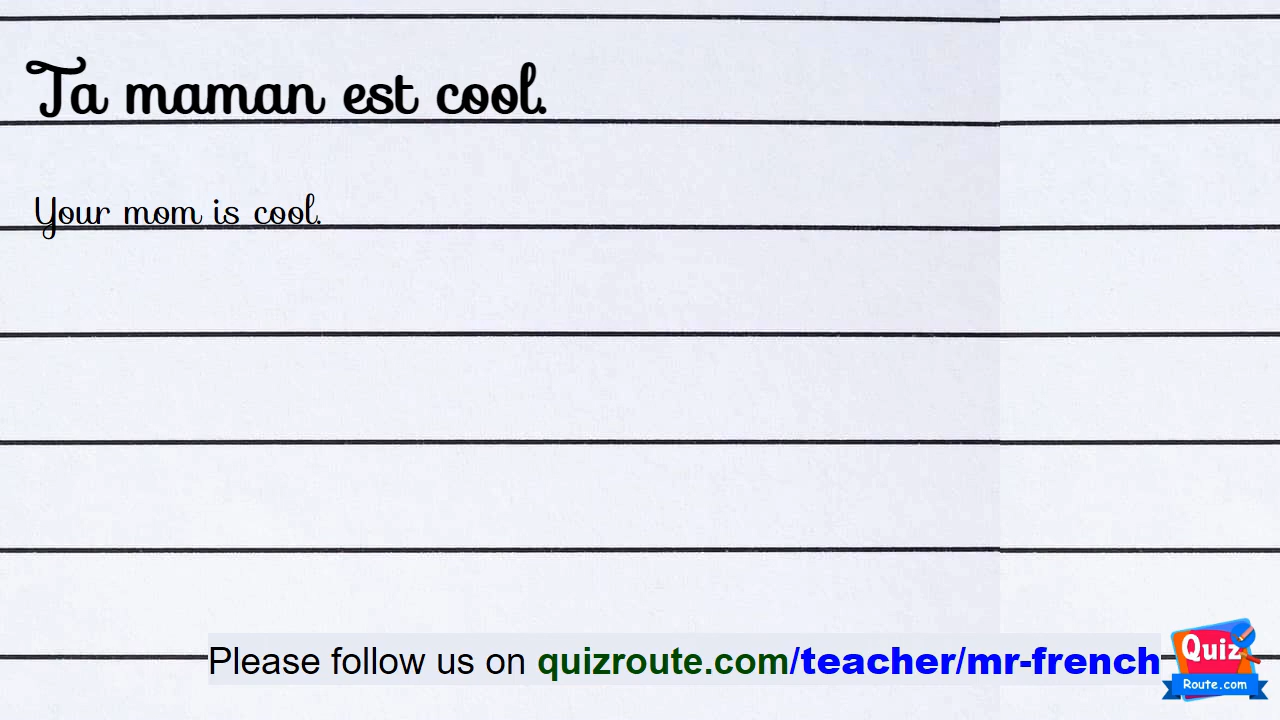 Ta maman est cool.
Your mom is cool.
Please follow us on quizroute.com/teacher/mr-french
Quiz
Route.com